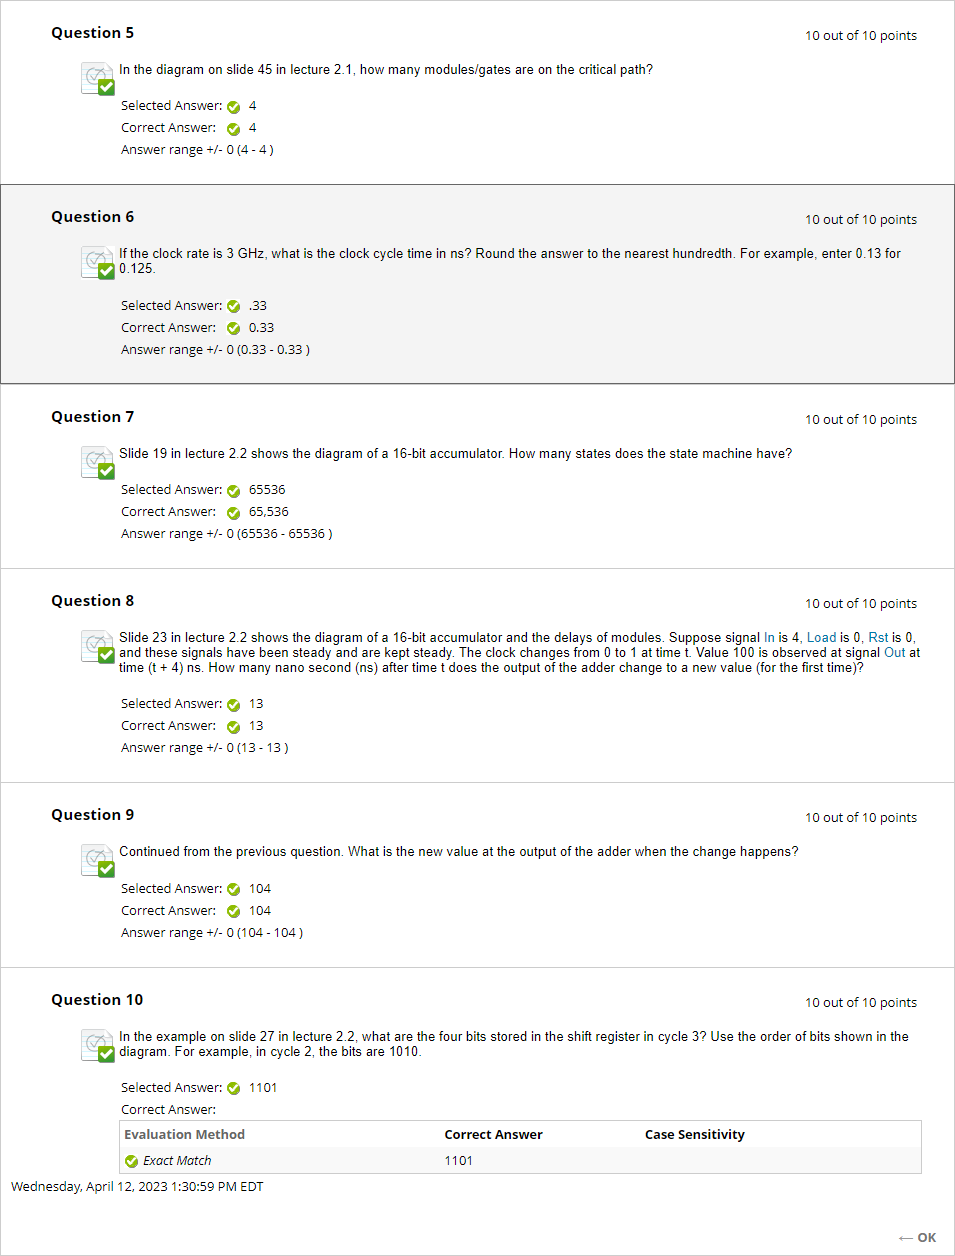 Question 5
10 out of 10 points
In the diagram on slide 45 in lecture 2.1, how many modules/gates are on the critical path?
Selected Answer: 4
Correct Answer: 4
Answer range +/- 0 (4 - 4 )
Question 6
10 out of 10 points
If the clock rate is 3 GHz, what is the clock cycle time in ns? Round the answer to the nearest hundredth. For example, enter 0.13 for
0.125.
Selected Answer: .33
Correct Answer: 0.33
Answer range +/- 0 (0.33 - 0.33 )
Question 7
10 out of 10 points
Slide 19 in lecture 2.2 shows the diagram of a 16-bit accumulator. How many states does the state machine have?
Selected Answer: 65536
Correct Answer: 65,536
Answer range +/- 0 (65536 - 65536 )
Question 8
10 out of 10 points
Slide 23 in lecture 2.2 shows the diagram of a 16-bit accumulator and the delays of modules. Suppose signal In is 4, Load is 0, Rst is 0,
and these signals have been steady and are kept steady. The clock changes from 0 to 1 at time t. Value 100 is observed at signal Out at
time (t + 4) ns. How many nano second (ns) after time t does the output of the adder change to a new value (for the first time)?
Selected Answer: 13
Correct Answer: 13
Answer range +/- 0 (13 - 13 )
Question 9
10 out of 10 points
Continued from the previous question. What is the new value at the output of the adder when the change happens?
Selected Answer: 104
Correct Answer: 104
Answer range +/- 0 (104 - 104 )
Question 10
10 out of 10 points
In the example on slide 27 in lecture 2.2, what are the four bits stored in the shift register in cycle 3? Use the order of bits shown in the
diagram. For example, in cycle 2, the bits are 1010.
Selected Answer: 1101
Correct Answer:
Evaluation Method Correct Answer Case Sensitivity
Exact Match 1101
Wednesday, April 12, 2023 1:30:59 PM EDT
← OK